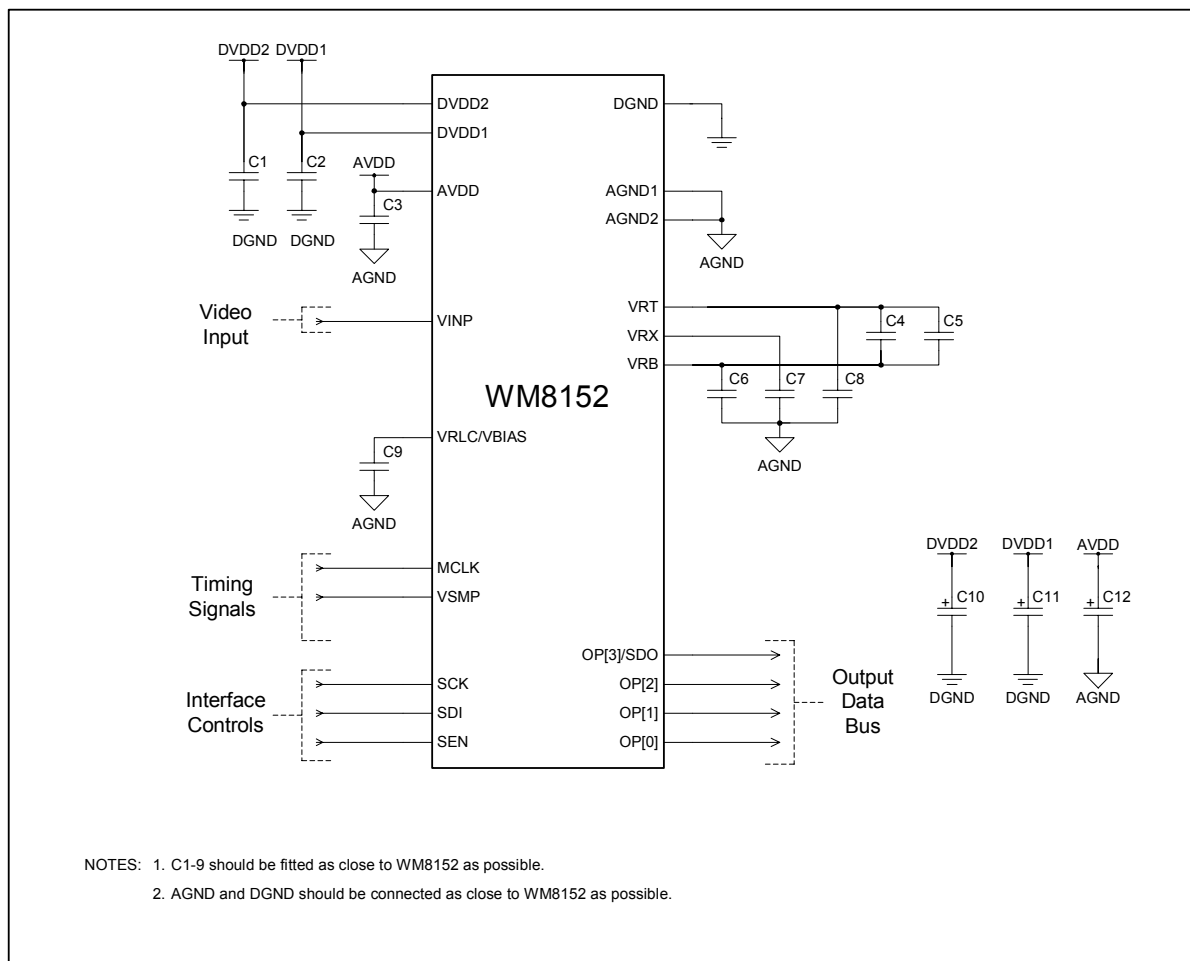 DVDD2 DVDD1
DVDD2
DVDD1
C1 C2
AVDD
AVDD
C3
DGND DGND
AGND
DGND
AGND1
AGND2
AGND
Video
Input
VINP
VRT
VRX
VRB
C4 C5
C6 C7 C8
AGND
WM8152
VRLC/VBIAS
C9
AGND
Timing
Signals
MCLK
VSMP
Interface
Controls
SCK
SDI
SEN
OP[3]/SDO
OP[2]
OP[1]
OP[0]
Output
Data
Bus
DVDD2 DVDD1 AVDD
+ C10 + C11 + C12
DGND DGND AGND
NOTES: 1. C1-9 should be fitted as close to WM8152 as possible.
2. AGND and DGND should be connected as close to WM8152 as possible.